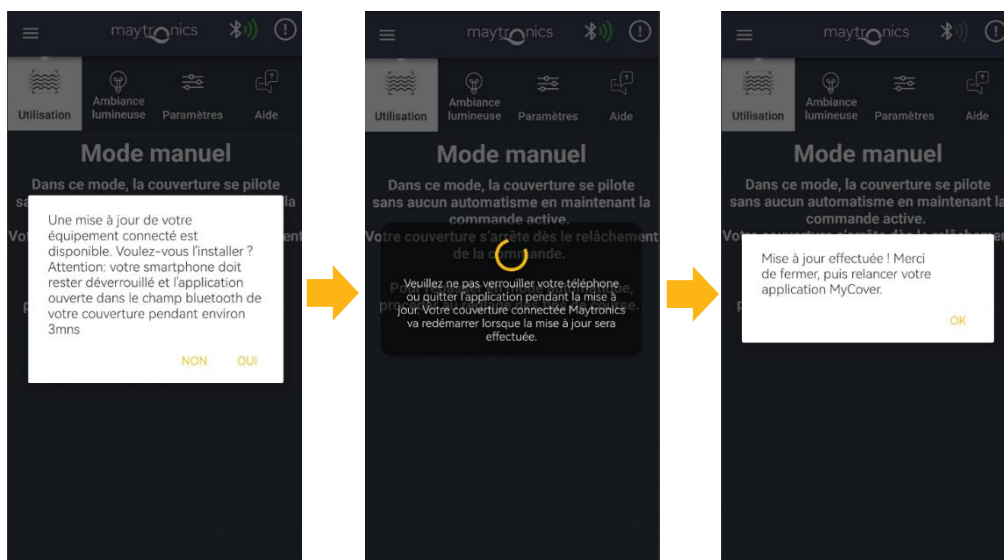 maytronics
Utilisation
Ambiance
lumineuse
Paramètres
Aide
Mode manuel
Dans ce mode, la couverture se pilote
Une mise à jour de votre
équipement connecté est
disponible. Voulez-vous l'installer ?
Attention: votre smartphone doit
rester déverrouillé et l'application
ouverte dans le champ bluetooth de
votre couverture pendant environ
3mns
NON OUI
maytronics
Utilisation
Ambiance
lumineuse
Paramètres
Aide
Mode manuel
Dans ce mode, la couverture se pilote
sans aucun automatisme en maintenant la
commande active.
Votre couverture s'arrête dès le relâchement
de la commande.
Veuillez ne pas verrouiller votre téléphone
ou quitter l'application pendant la mise à
jour. Votre couverture connectée Maytronics
va redémarrer lorsque la mise à jour sera
effectuée.
maytronics
Utilisation
Ambiance
lumineuse
Paramètres
Aide
Mode manuel
Dans ce mode, la couverture se pilote
sans aucun automatisme en maintenant la
commande active.
Mise à jour effectuée ! Merci
de fermer, puis relancer votre
application MyCover.
OK